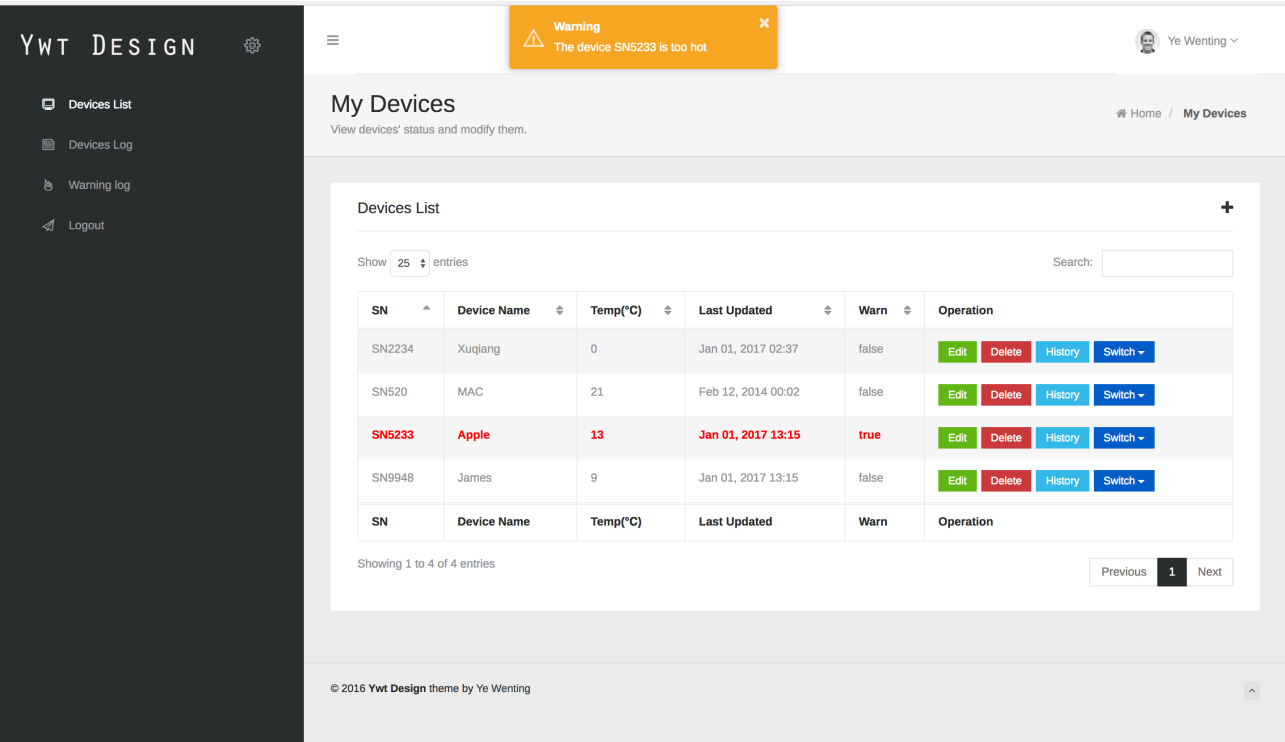 YWT DESIGN
Devices List
Devices Log
Warning log
Logout
Warning
The device SN5233 is too hot
Ye Wenting
My Devices
View devices' status and modify them.
Home / My Devices
Devices List
Show 25 entries
Search:
SN Device Name Temp(°C) Last Updated Warn Operation
SN2234 Xuqiang 0 Jan 01, 2017 02:37 false Edit Delete History Switch
SN520 MAC 21 Feb 12, 2014 00:02 false Edit Delete History Switch
SN5233 Apple 13 Jan 01, 2017 13:15 true Edit Delete History Switch
SN9948 James 9 Jan 01, 2017 13:15 false Edit Delete History Switch
SN Device Name Temp(°C) Last Updated Warn Operation
Showing 1 to 4 of 4 entries
Previous 1 Next
© 2016 Ywt Design theme by Ye Wenting